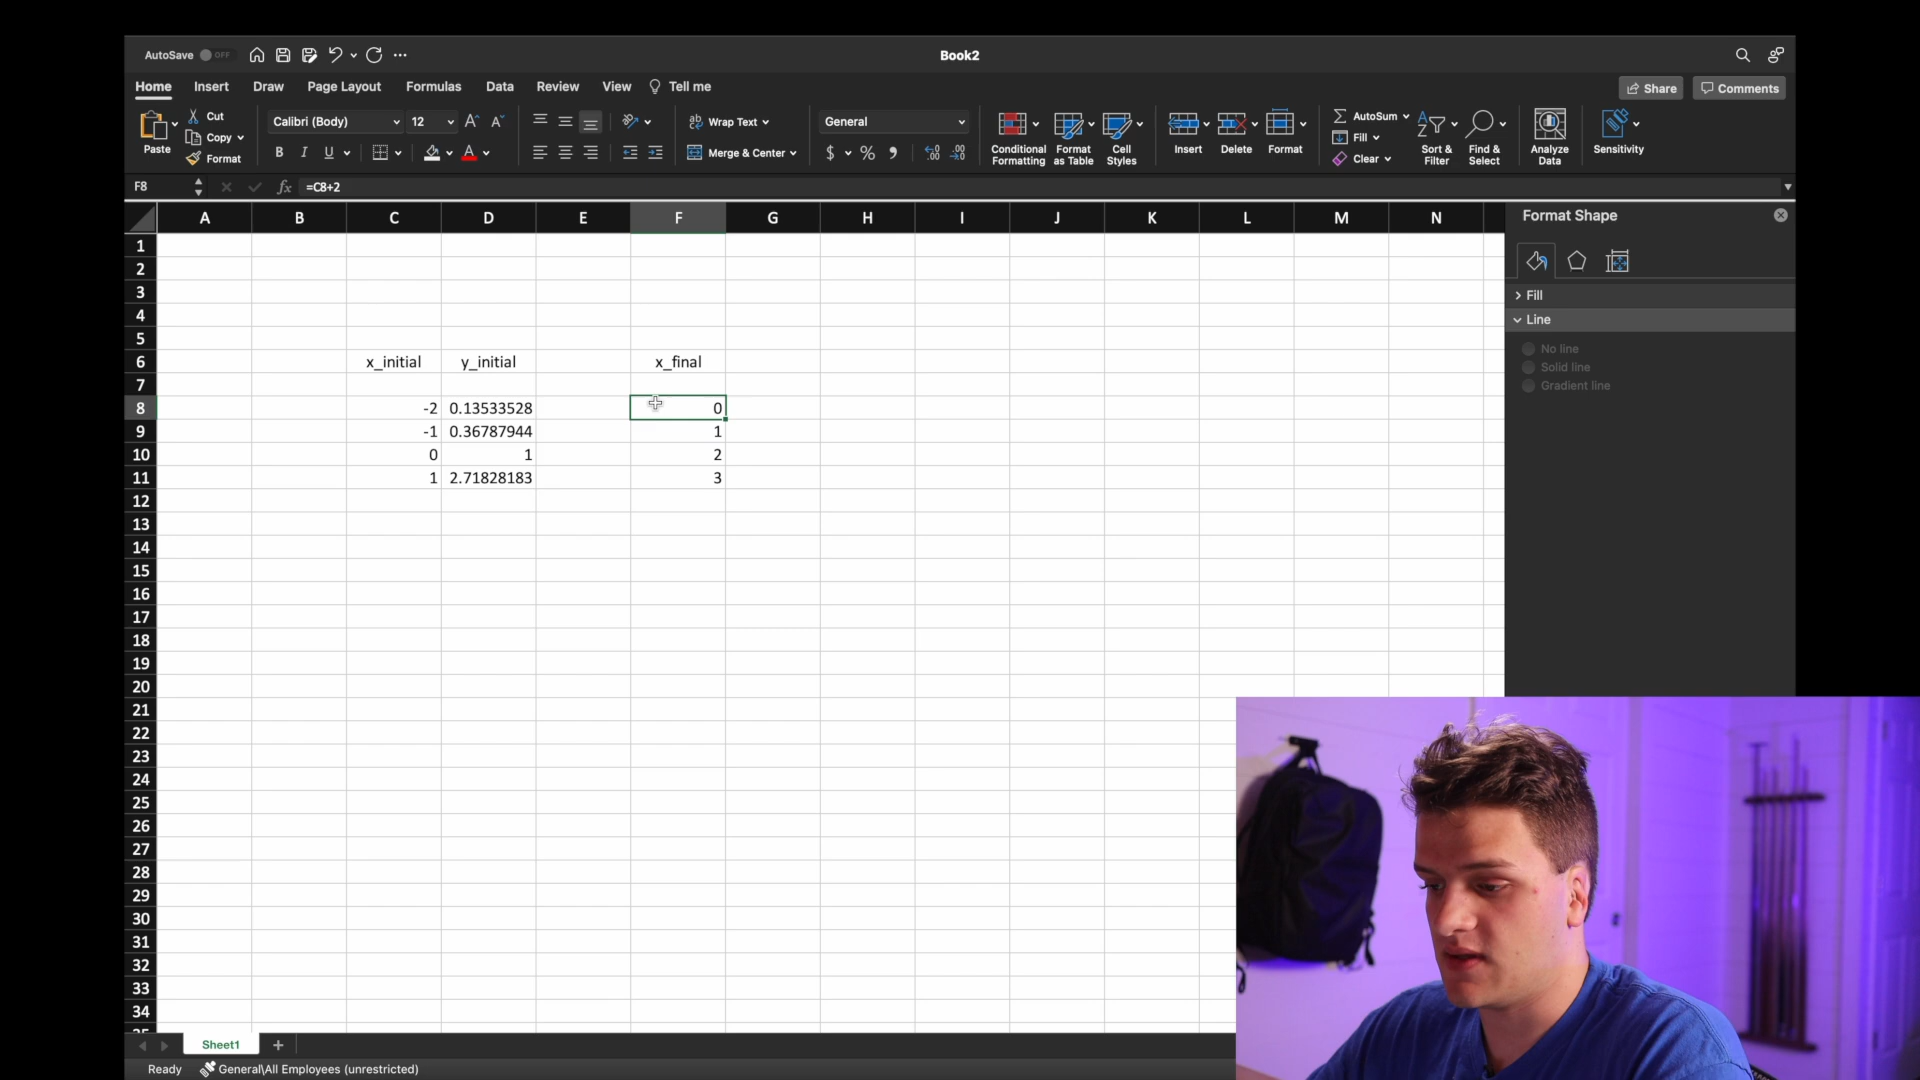 AutoSave OFF
Book2
Home Insert Draw Page Layout Formulas Data Review View Tell me
Share Comments
Paste
Cut
Copy
Format
Calibri (Body) 12
B I U
Wrap Text
Merge & Center
General
$ % 9
Conditional Formatting
Format as Table
Cell Styles
Insert
Delete
Format
AutoSum
Fill
Clear
Sort & Filter
Find & Select
Analyze Data
Sensitivity
F8 fx =C8+2
A B C D E F G H I J K L M N
1
2
3
4
5
6 x_initial y_initial x_final
7
8 -2 0.13533528 0
9 -1 0.36787944 1
10 0 1 2
11 1 2.71828183 3
12
13
14
15
16
17
18
19
20
21
22
23
24
25
26
27
28
29
30
31
32
33
34
Format Shape
Fill
Line
No line
Solid line
Gradient line
Sheet1 +
Ready General\All Employees (unrestricted)